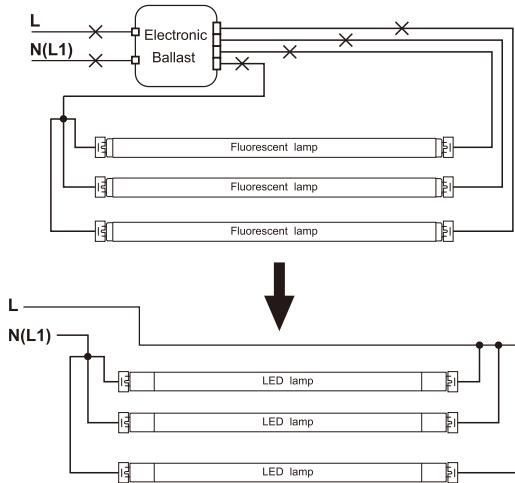 L
N(L1)
Electronic
Ballast
Fluorescent lamp
Fluorescent lamp
Fluorescent lamp
L
N(L1)
LED lamp
LED lamp
LED lamp